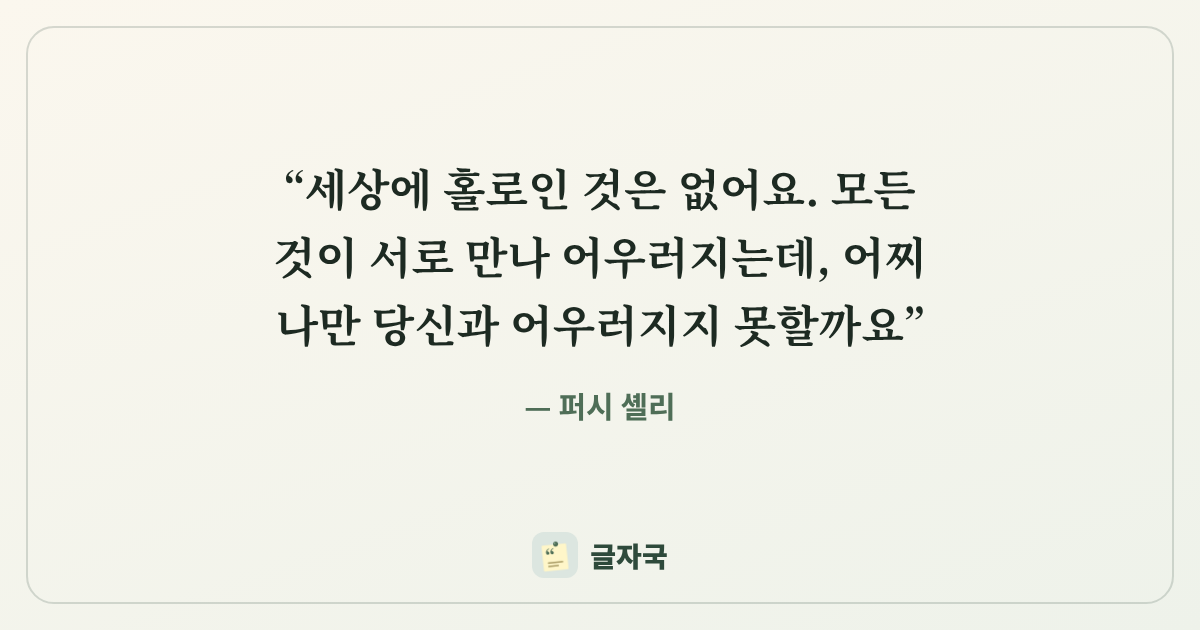 “세상에 홀로인 것은 없어요. 모든
것이 서로 만나 어우러지는데, 어찌
나만 당신과 어우러지지 못할까요”
— 퍼시 셸리
글자국